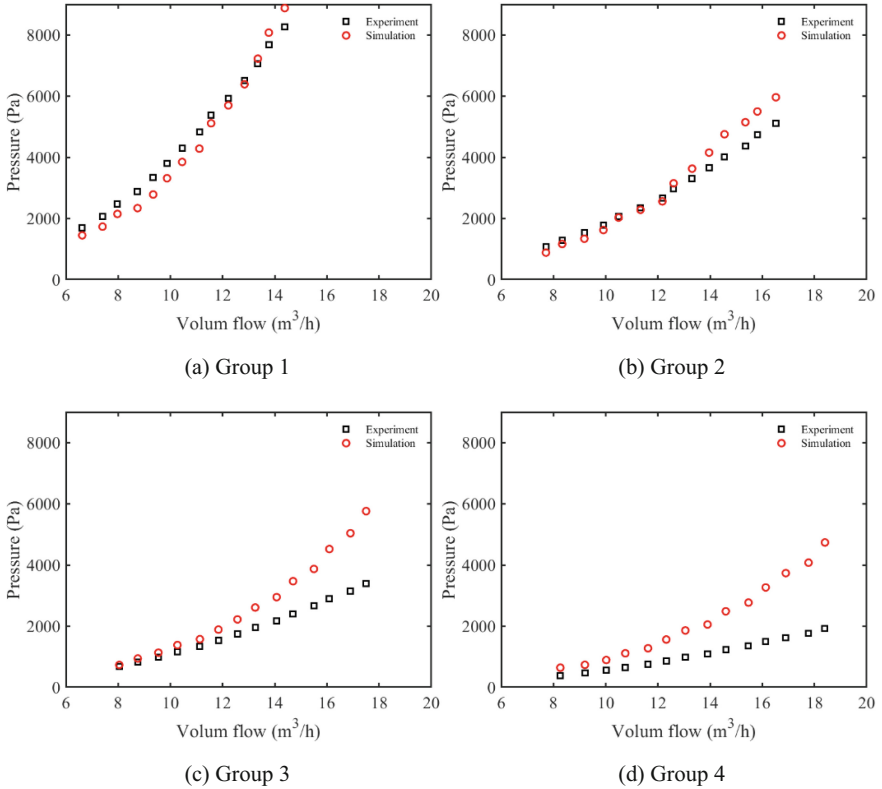 8000
6000
4000
2000
0
Pressure (Pa)
Experiment
Simulation
6 8 10 12 14 16 18 20
Volum flow (m³/h)
(a) Group 1
8000
6000
4000
2000
0
Pressure (Pa)
Experiment
Simulation
6 8 10 12 14 16 18 20
Volum flow (m³/h)
(b) Group 2
8000
6000
4000
2000
0
Pressure (Pa)
Experiment
Simulation
6 8 10 12 14 16 18 20
Volum flow (m³/h)
(c) Group 3
8000
6000
4000
2000
0
Pressure (Pa)
Experiment
Simulation
6 8 10 12 14 16 18 20
Volum flow (m³/h)
(d) Group 4